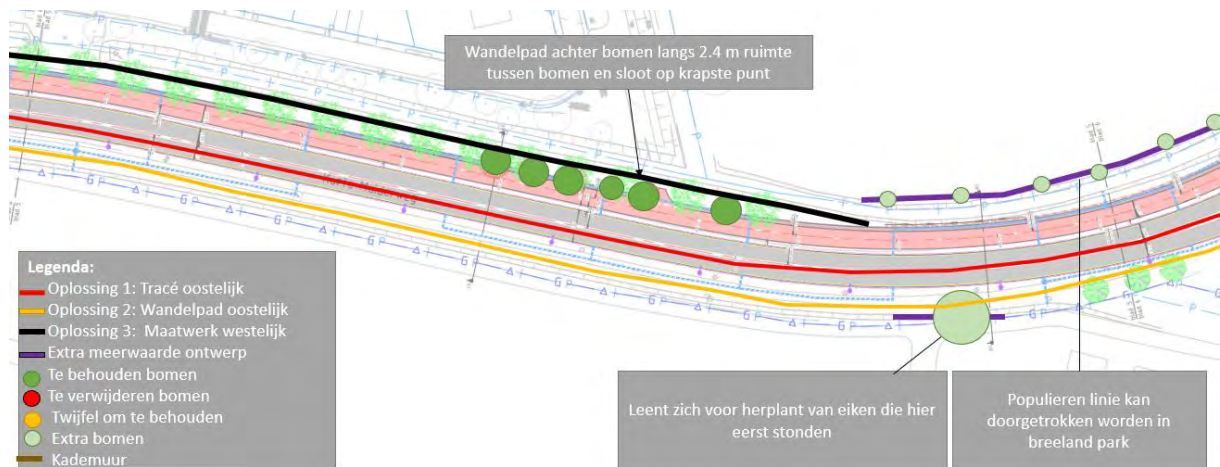 Wandelpad achter bomen langs 2.4 m ruimte
tussen bomen en sloot op krapste punt
Legenda:
Oplossing 1: Tracé oostelijk
Oplossing 2: Wandelpad oostelijk
Oplossing 3: Maatwerk westelijk
Extra meerwaarde ontwerp
Te behouden bomen
Te verwijderen bomen
Twijfel om te behouden
Extra bomen
Kademuur
Leent zich voor herplant van eiken die hier
eerst stonden
Populieren linie kan
doorgetrokken worden in
breeland park